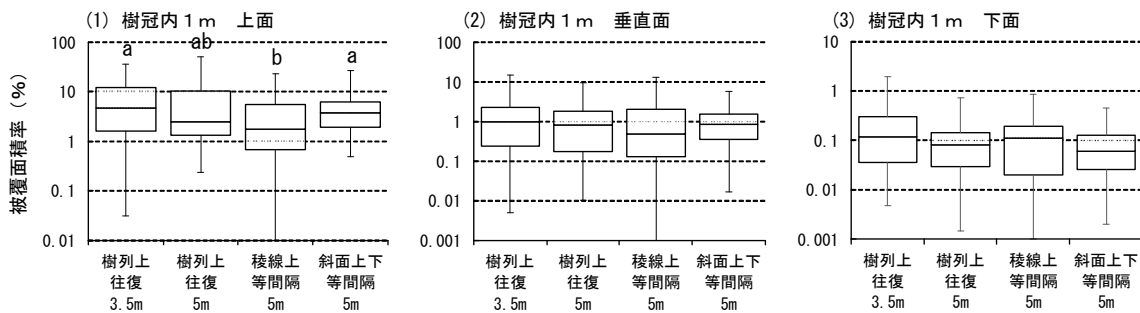 (1) 樹冠内1m 上面
(2) 樹冠内1m 垂直面
(3) 樹冠内1m 下面
被覆面積率 (%)
100
10
1
0.1
0.01
a
ab
b
a
樹列上
往復
3.5m
樹列上
往復
5m
稜線上
等間隔
5m
斜面上下
等間隔
5m
100
10
1
0.1
0.01
0.001
樹列上
往復
3.5m
樹列上
往復
5m
稜線上
等間隔
5m
斜面上下
等間隔
5m
10
1
0.1
0.01
0.001
樹列上
往復
3.5m
樹列上
往復
5m
稜線上
等間隔
5m
斜面上下
等間隔
5m